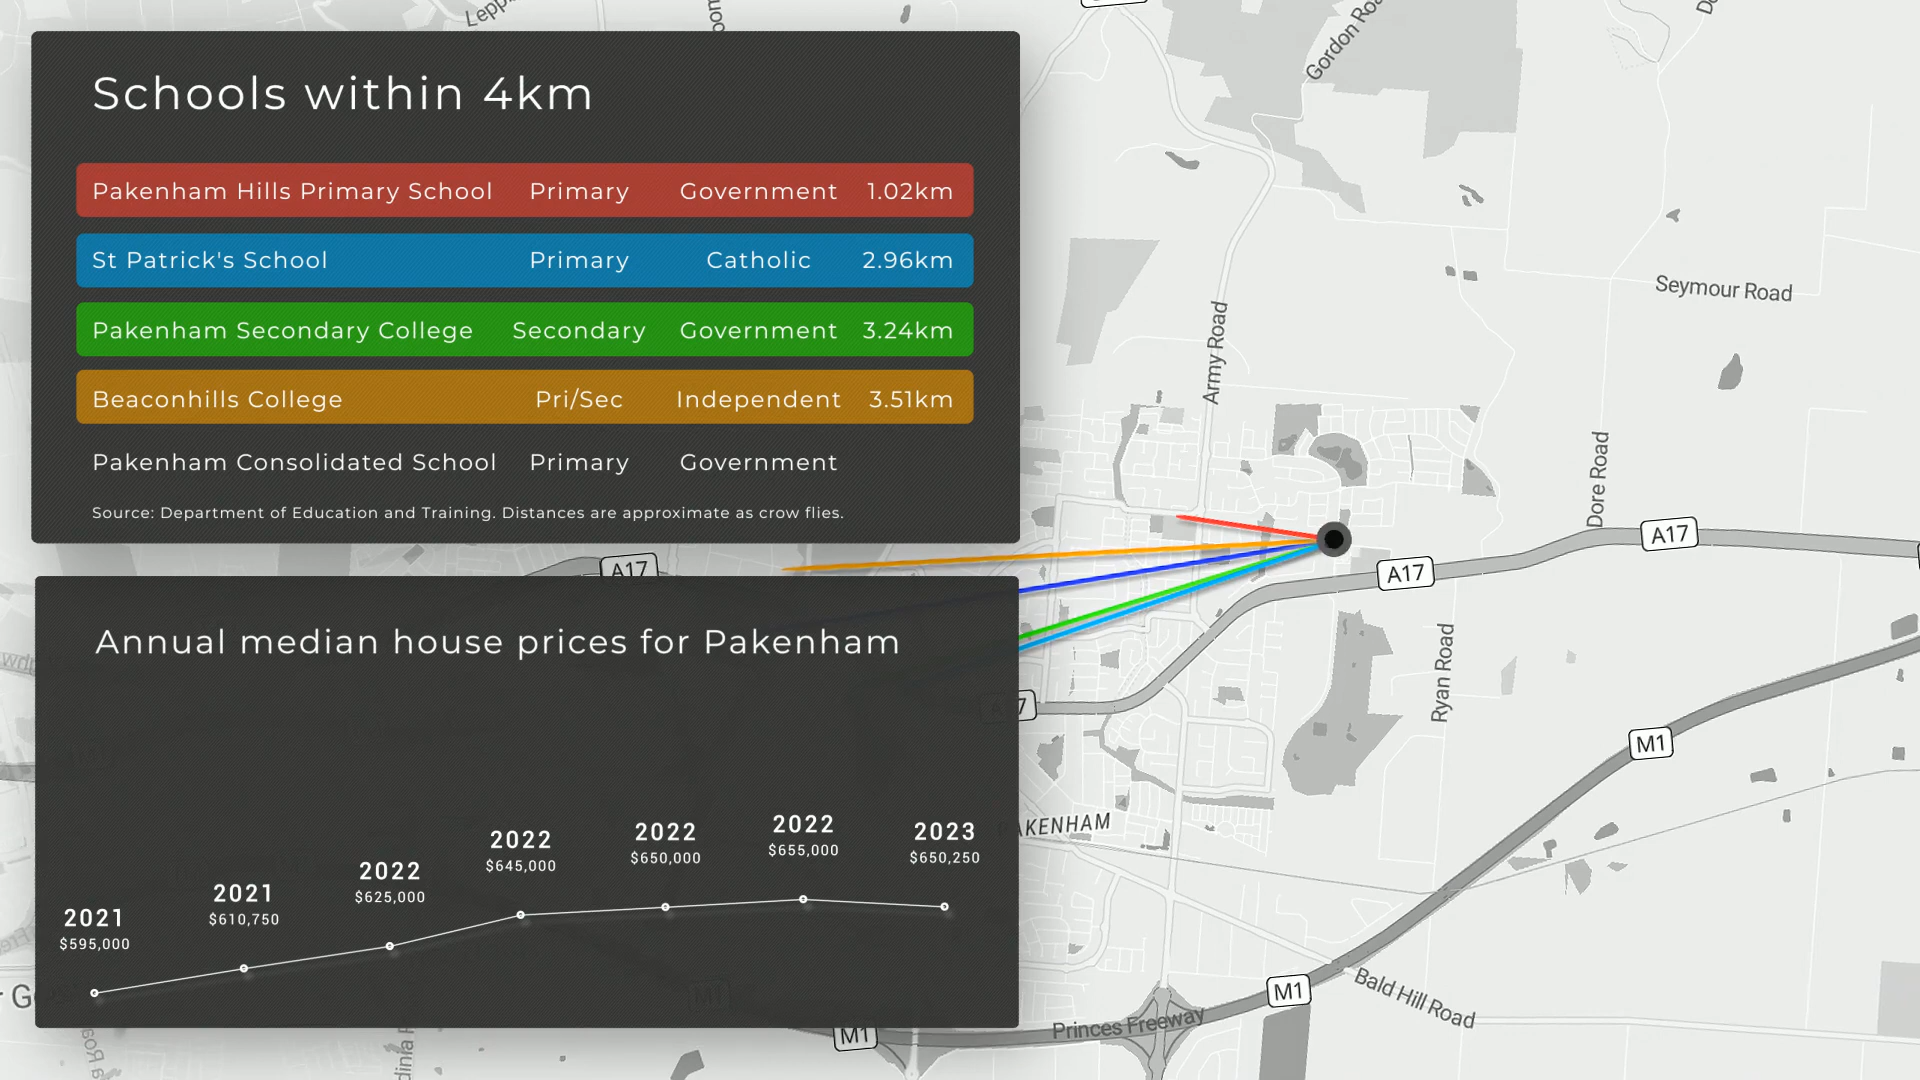 Schools within 4km
Pakenham Hills Primary School Primary Government 1.02km
St Patrick's School Primary Catholic 2.96km
Pakenham Secondary College Secondary Government 3.24km
Beaconhills College Pri/Sec Independent 3.51km
Pakenham Consolidated School Primary Government
Source: Department of Education and Training. Distances are approximate as crow flies.
Annual median house prices for Pakenham
2021
$595,000
2021
$610,750
2022
$625,000
2022
$645,000
2022
$650,000
2022
$655,000
2023
$650,250
Gordon Road
Seymour Road
Army Road
Dore Road
A17
A17
A17
Ryan Road
M1
PAKENHAM
M1
Bald Hill Road
Princes Freeway
M1